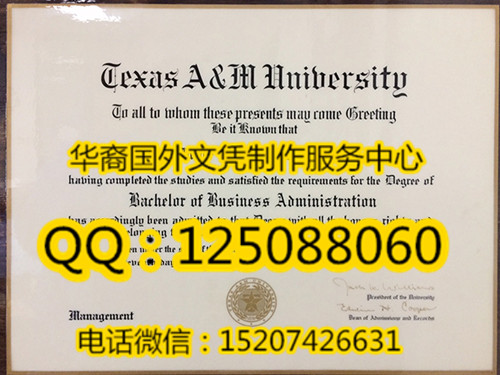 Texas A&M University
To all to whom these presents may come Greeting
Be it Known that
华裔国外文凭制作服务中心
having completed the studies and satisfied the requirements for the Degree of
Bachelor of Business Administration
QQ：125088060
President of the University
Dean of Admissions and Records
Management
电话微信：15207426631